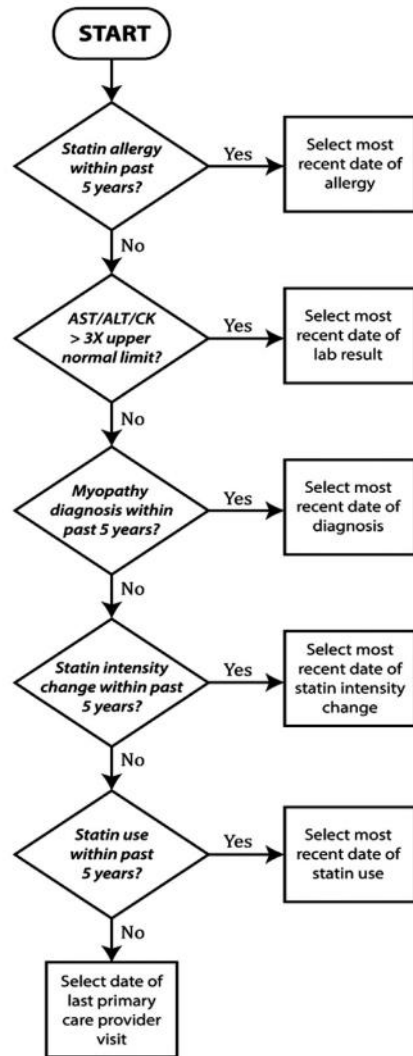 START
Statin allergy
within past
5 years?
Yes
Select most
recent date of
allergy
No
AST/ALT/CK
> 3X upper
normal limit?
Yes
Select most
recent date of
lab result
No
Myopathy
diagnosis within
past 5 years?
Yes
Select most
recent date of
diagnosis
No
Statin intensity
change within past
5 years?
Yes
Select most
recent date of
statin intensity
change
No
Statin use
within past
5 years?
Yes
Select most
recent date of
statin use
No
Select date of
last primary
care provider
visit